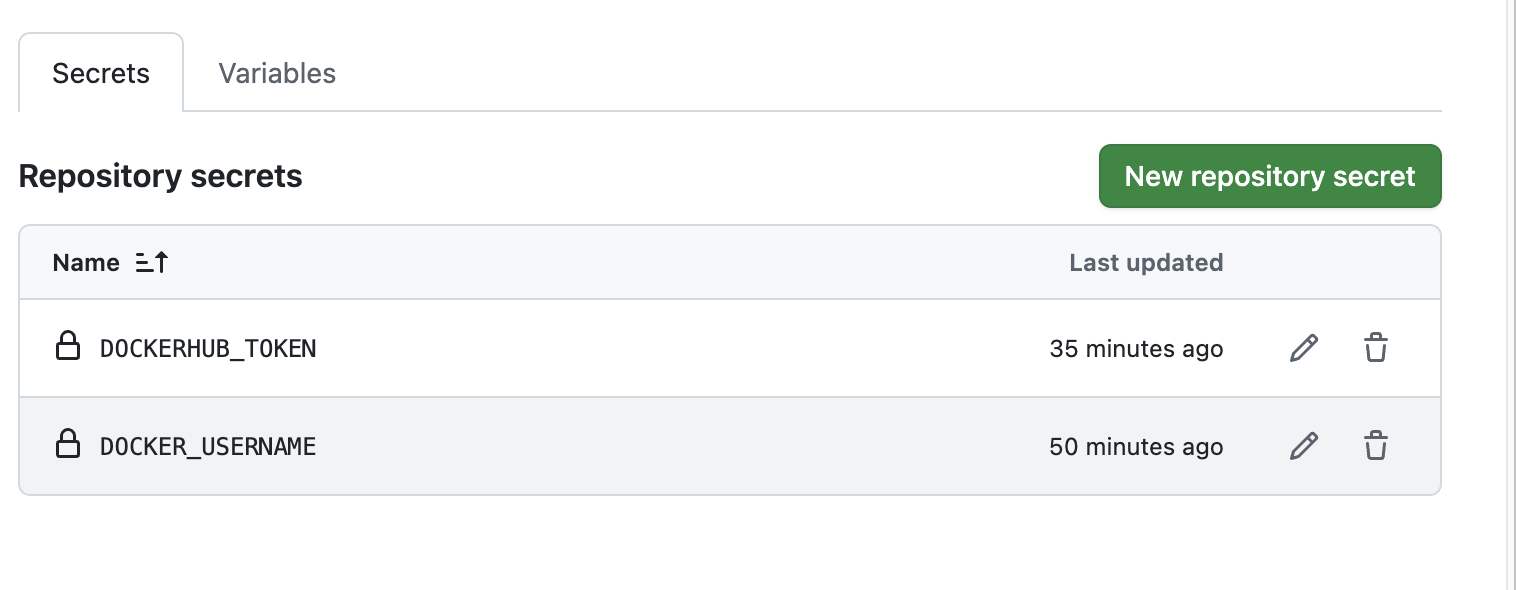 Secrets Variables
Repository secrets New repository secret
Name Last updated
DOCKERHUB_TOKEN 35 minutes ago
DOCKER_USERNAME 50 minutes ago